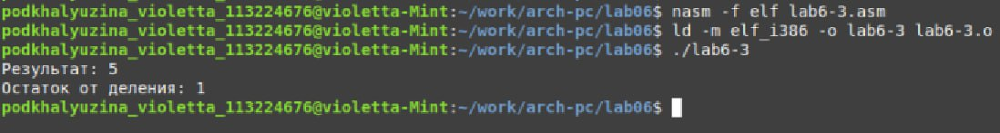 podkhalyuzina_violetta_113224676@violetta-Mint:~/work/arch-pc/lab06$ nasm -f elf lab6-3.asm
podkhalyuzina_violetta_113224676@violetta-Mint:~/work/arch-pc/lab06$ ld -m elf_i386 -o lab6-3 lab6-3.o
podkhalyuzina_violetta_113224676@violetta-Mint:~/work/arch-pc/lab06$ ./lab6-3
Результат: 5
Остаток от деления: 1
podkhalyuzina_violetta_113224676@violetta-Mint:~/work/arch-pc/lab06$